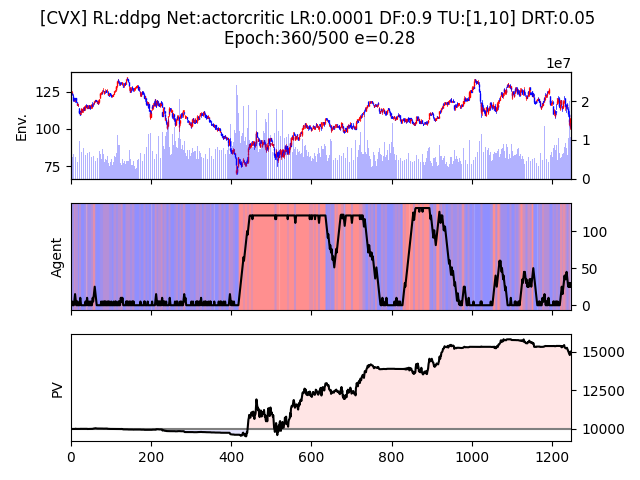 [CVX] RL:ddpg Net:actorcritic LR:0.0001 DF:0.9 TU:[1,10] DRT:0.05
Epoch:360/500 e=0.28
1e7
Env.
125
100
75
2
1
0
Agent
100
50
0
PV
15000
12500
10000
0 200 400 600 800 1000 1200